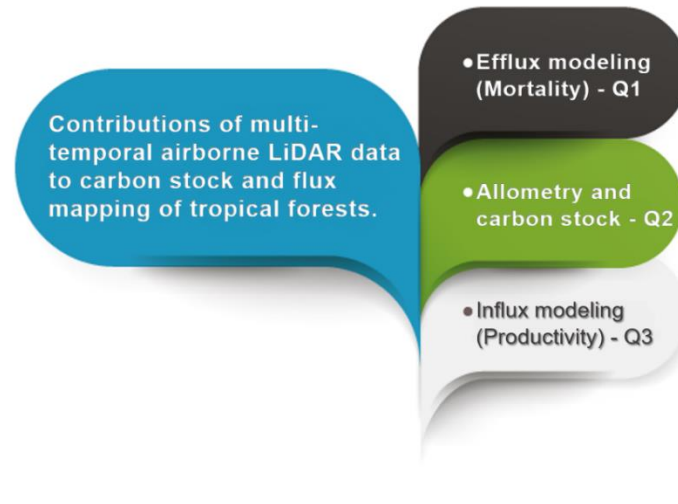 Contributions of multi-
temporal airborne LiDAR data
to carbon stock and flux
mapping of tropical forests.
•Efflux modeling
(Mortality) - Q1
•Allometry and
carbon stock - Q2
•Influx modeling
(Productivity) - Q3